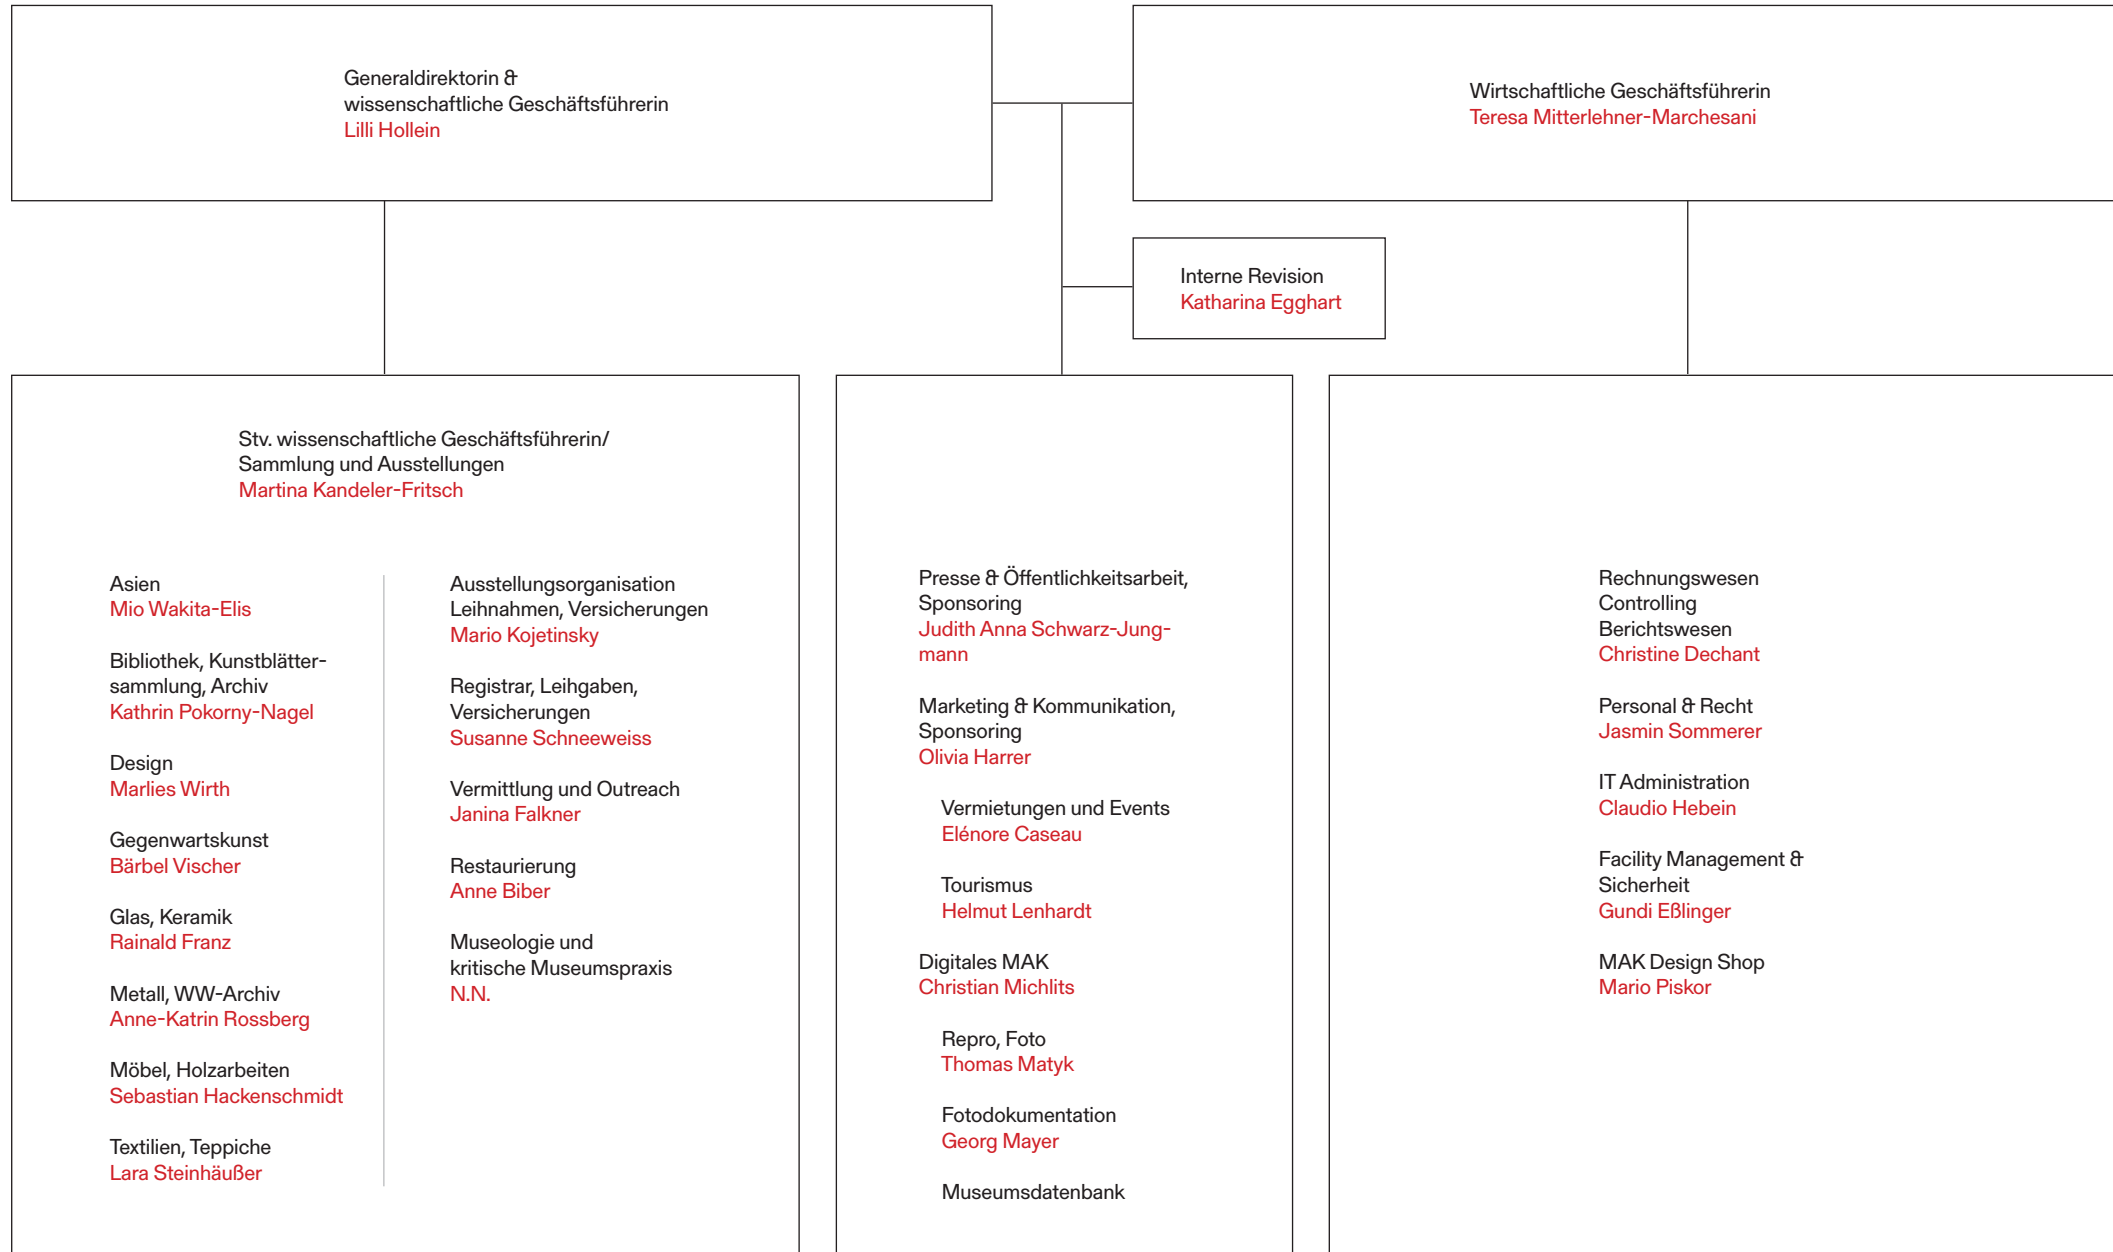 Generaldirektorin &
wissenschaftliche Geschäftsführerin
Lilli Hollein
Wirtschaftliche Geschäftsführerin
Teresa Mitterlehner-Marchesani
Interne Revision
Katharina Egghart
Stv. wissenschaftliche Geschäftsführerin/
Sammlung und Ausstellungen
Martina Kandeler-Fritsch
Asien
Mio Wakita-Elis
Bibliothek, Kunstblätter-
sammlung, Archiv
Kathrin Pokorny-Nagel
Design
Marlies Wirth
Gegenwartskunst
Bärbel Vischer
Glas, Keramik
Rainald Franz
Metall, WW-Archiv
Anne-Katrin Rossberg
Möbel, Holzarbeiten
Sebastian Hackenschmidt
Textilien, Teppiche
Lara Steinhäußer
Ausstellungsorganisation
Leihnahmen, Versicherungen
Mario Kojetinsky
Registrar, Leihgaben,
Versicherungen
Susanne Schneeweiss
Vermittlung und Outreach
Janina Falkner
Restaurierung
Anne Biber
Museologie und
kritische Museumspraxis
N.N.
Presse & Öffentlichkeitsarbeit,
Sponsoring
Judith Anna Schwarz-Jung-
mann
Marketing & Kommunikation,
Sponsoring
Olivia Harrer
Vermietungen und Events
Elénore Caseau
Tourismus
Helmut Lenhardt
Digitales MAK
Christian Michlits
Repro, Foto
Thomas Matyk
Fotodokumentation
Georg Mayer
Museumsdatenbank
Rechnungswesen
Controlling
Berichtswesen
Christine Dechant
Personal & Recht
Jasmin Sommerer
IT Administration
Claudio Hebein
Facility Management &
Sicherheit
Gundi Eßlinger
MAK Design Shop
Mario Piskor